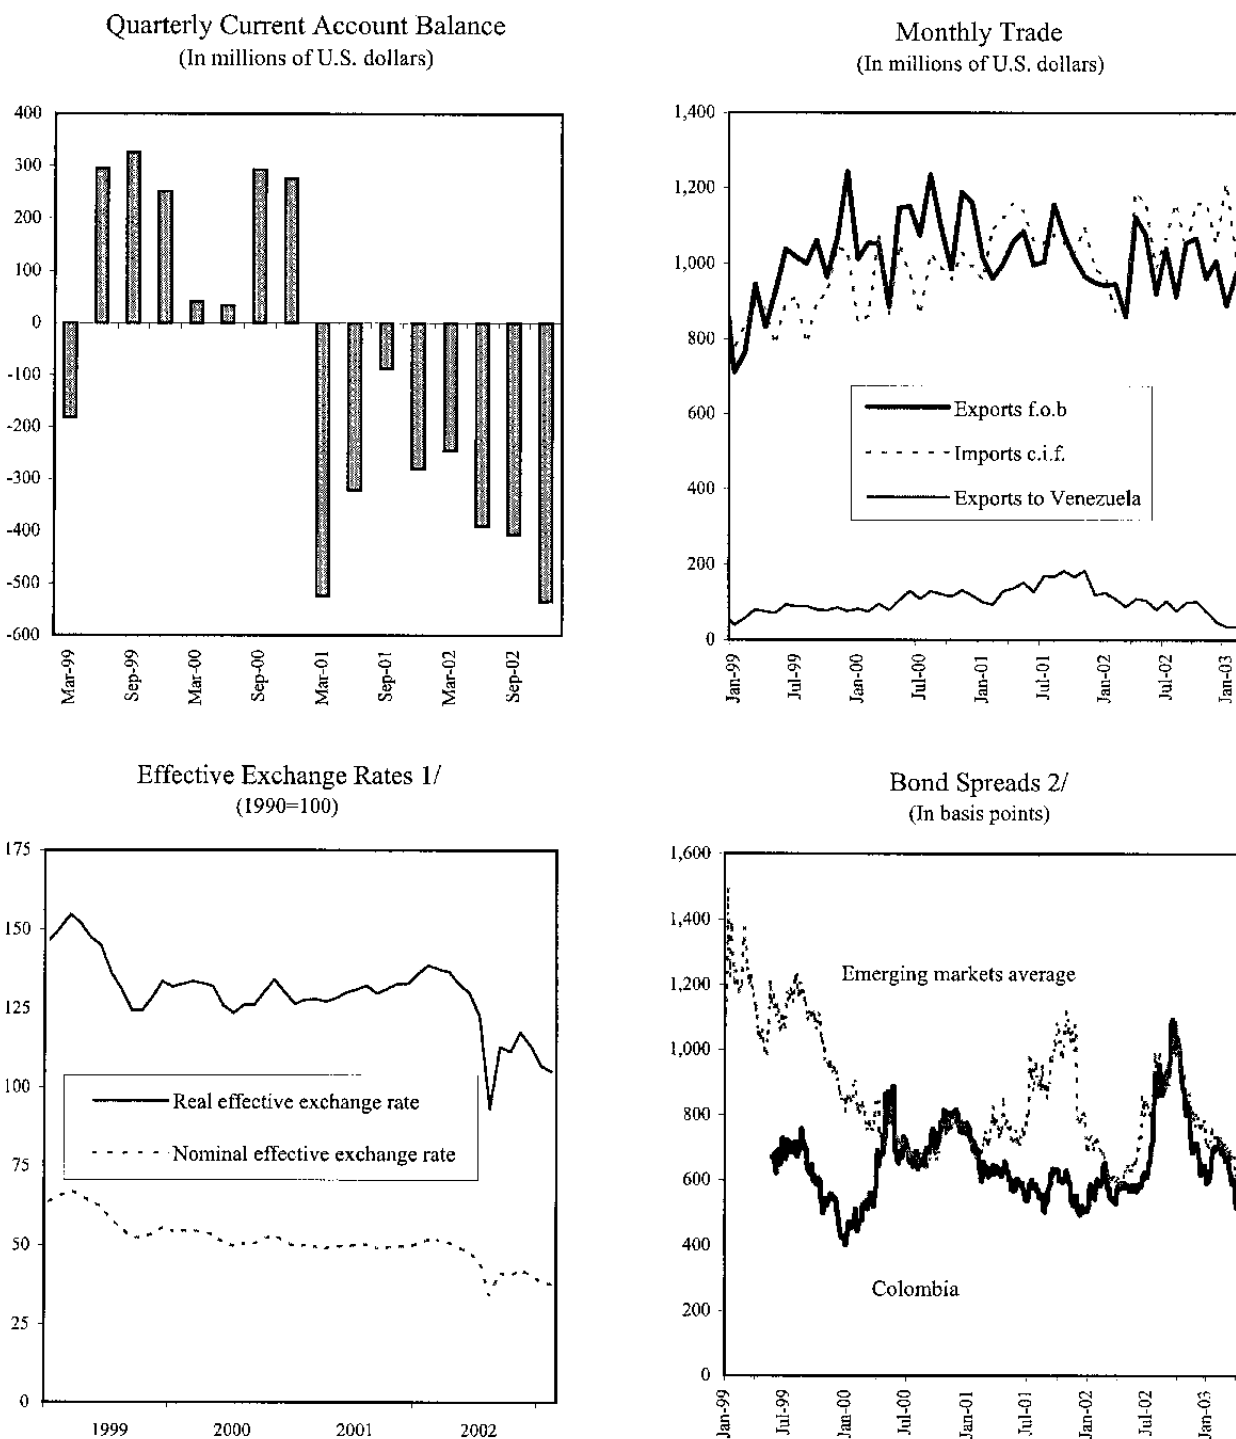 Quarterly Current Account Balance
(In millions of U.S. dollars)
400
300
200
100
0
-100
-200
-300
-400
-500
-600
Mar-99
Sep-99
Mar-00
Sep-00
Mar-01
Sep-01
Mar-02
Sep-02
Monthly Trade
(In millions of U.S. dollars)
1,400
1,200
1,000
800
600
400
200
0
Exports f.o.b
Imports c.i.f.
Exports to Venezuela
Jan-99
Jul-99
Jan-00
Jul-00
Jan-01
Jul-01
Jan-02
Jul-02
Jan-03
Effective Exchange Rates 1/
(1990=100)
175
150
125
100
75
50
25
0
Real effective exchange rate
Nominal effective exchange rate
1999
2000
2001
2002
Bond Spreads 2/
(In basis points)
1,600
1,400
1,200
1,000
800
600
400
200
0
Emerging markets average
Colombia
Jan-99
Jul-99
Jan-00
Jul-00
Jan-01
Jul-01
Jan-02
Jul-02
Jan-03